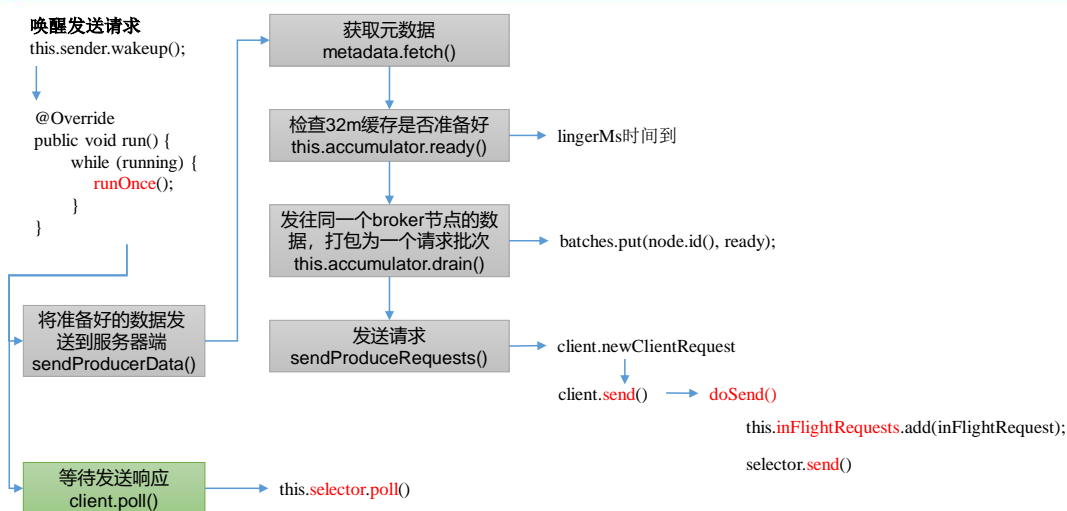 唤醒发送请求
this.sender.wakeup();
@Override
public void run() {
while (running) {
runOnce();
}
}
将准备好的数据发
送到服务器端
sendProducerData()
等待发送响应
client.poll()
this.selector.poll()
获取元数据
metadata.fetch()
检查32m缓存是否准备好
this.accumulator.ready()
lingerMs时间到
发往同一个broker节点的数
据，打包为一个请求批次
this.accumulator.drain()
batches.put(node.id(), ready);
发送请求
sendProduceRequests()
client.newClientRequest
client.send()
doSend()
this.inFlightRequests.add(inFlightRequest);
selector.send()